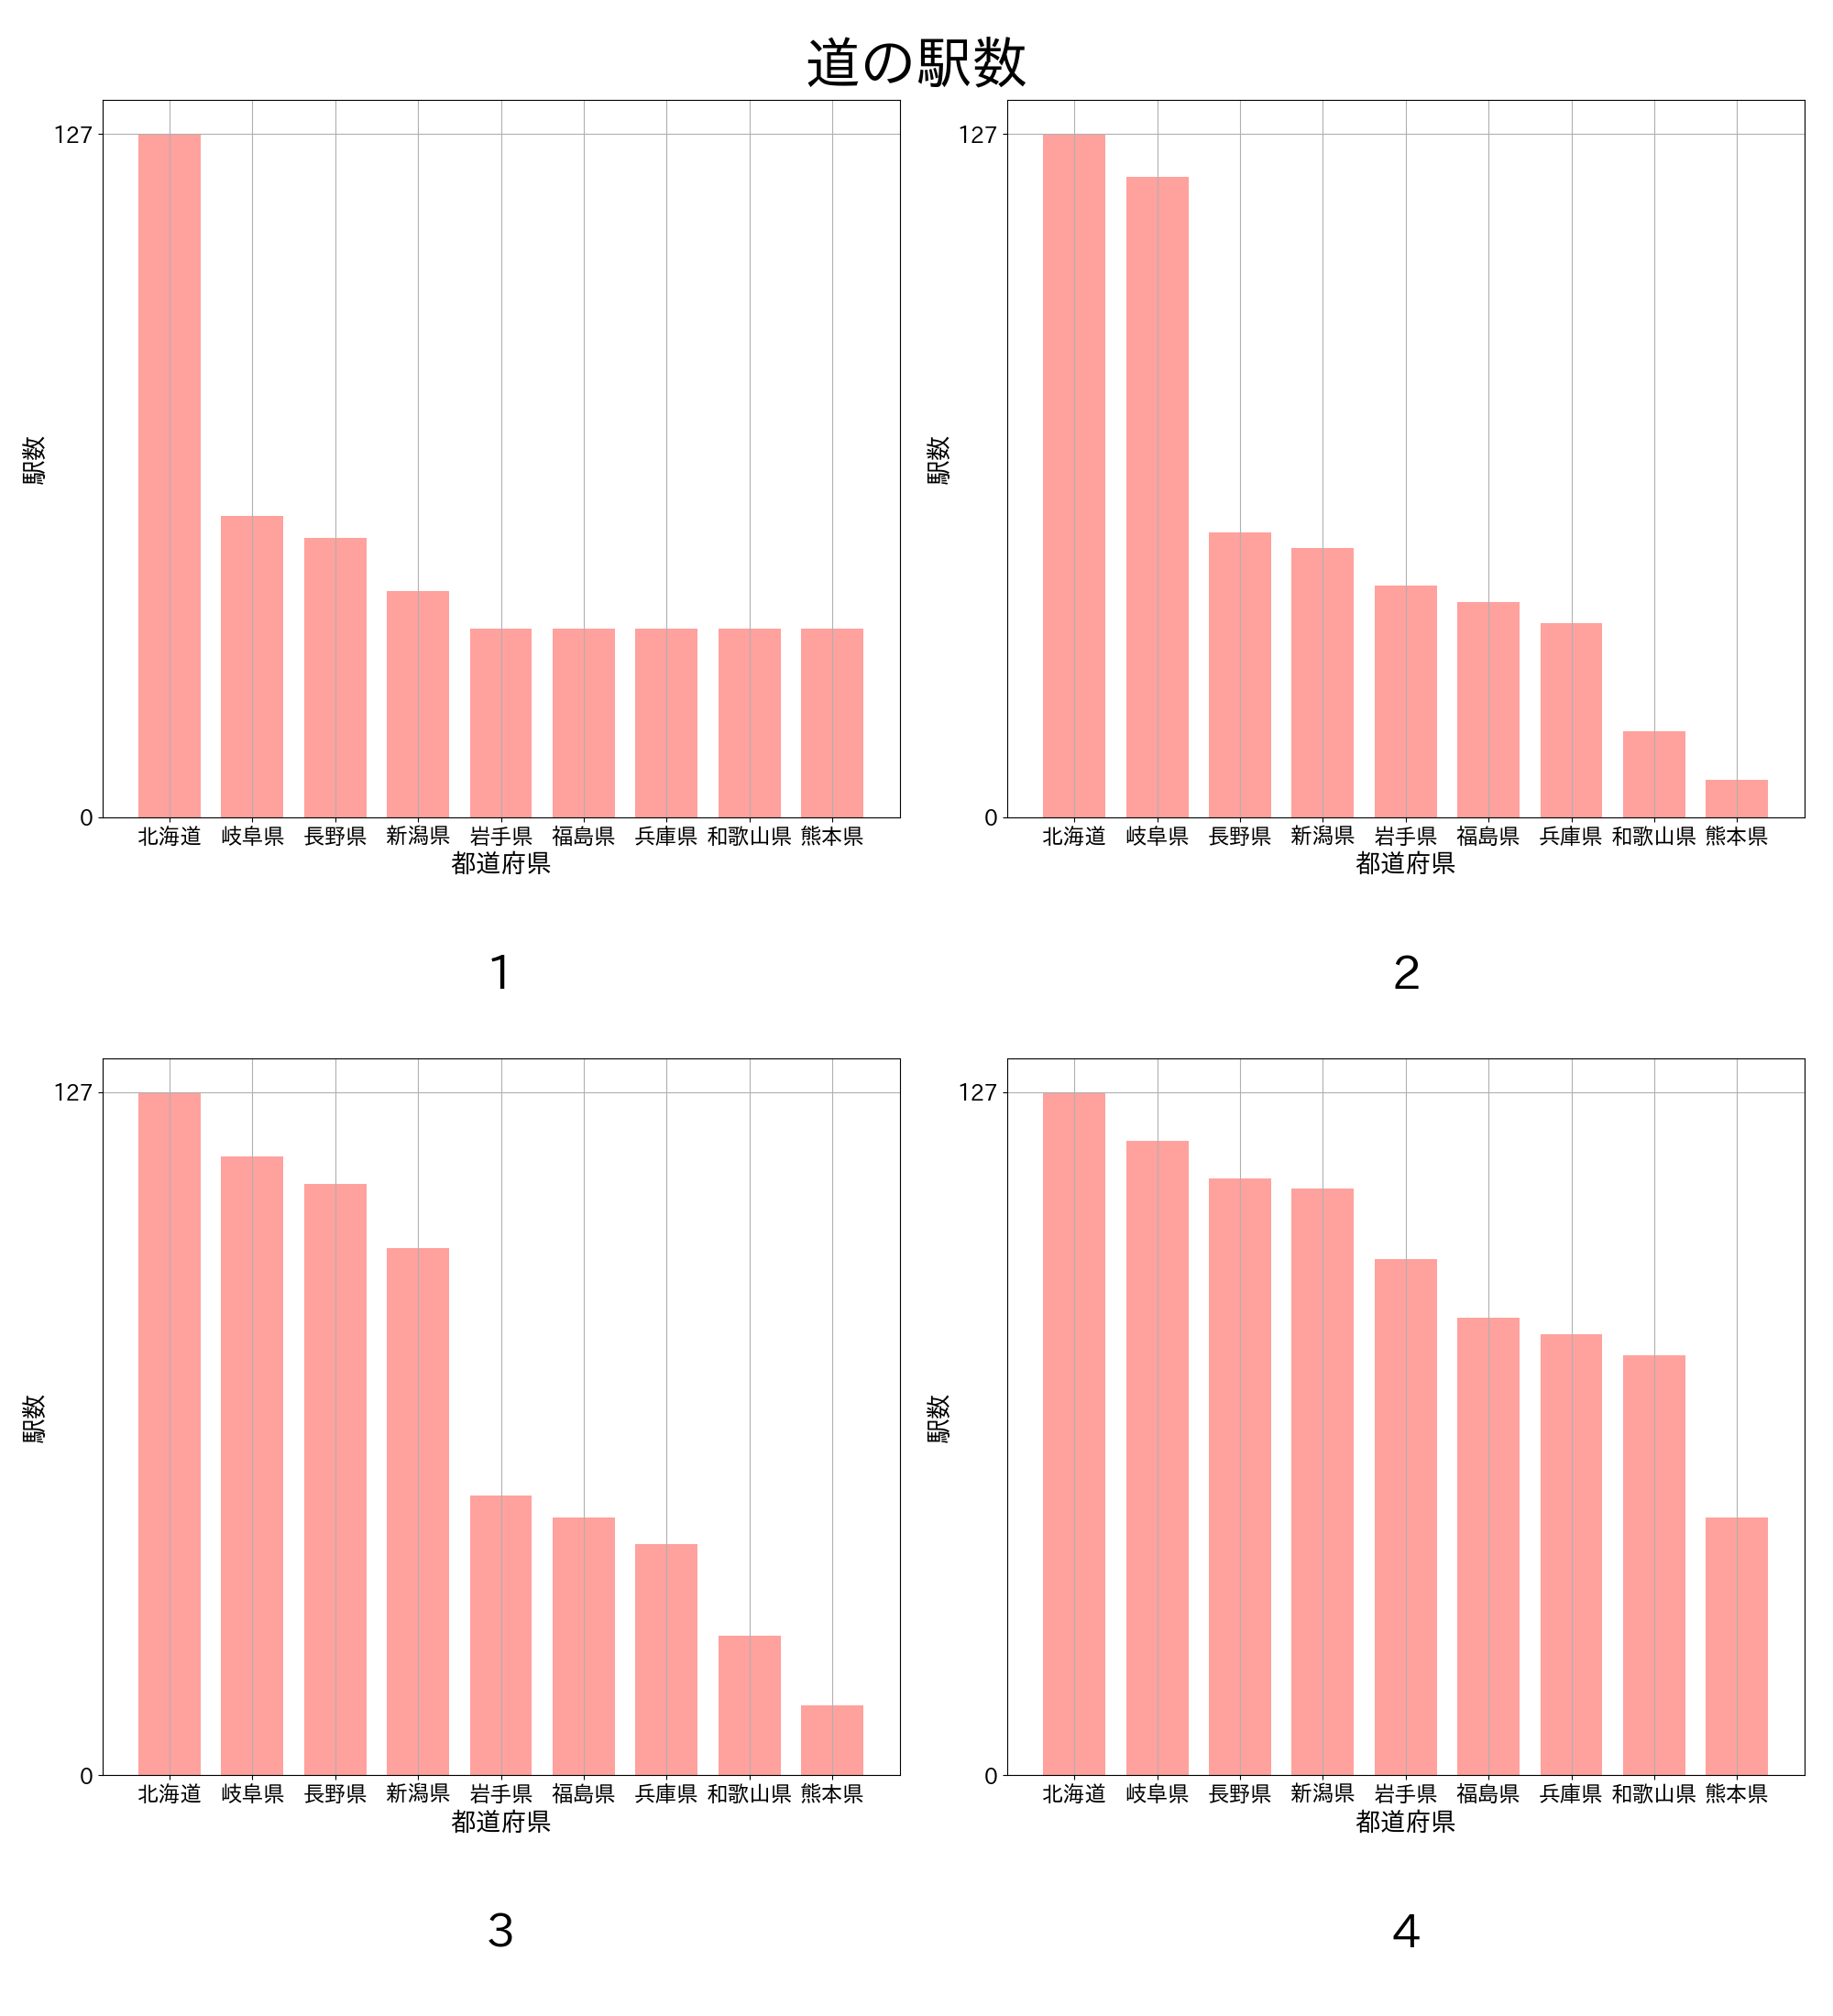 道の駅数
127
駅数
0
北海道 岐阜県 長野県 新潟県 岩手県 福島県 兵庫県 和歌山県 熊本県
都道府県
1
127
駅数
0
北海道 岐阜県 長野県 新潟県 岩手県 福島県 兵庫県 和歌山県 熊本県
都道府県
2
127
駅数
0
北海道 岐阜県 長野県 新潟県 岩手県 福島県 兵庫県 和歌山県 熊本県
都道府県
3
127
駅数
0
北海道 岐阜県 長野県 新潟県 岩手県 福島県 兵庫県 和歌山県 熊本県
都道府県
4